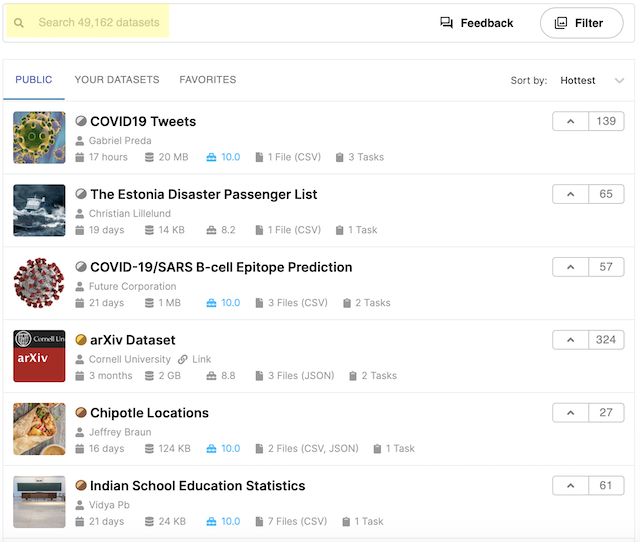 Search 49,162 datasets
Feedback
Filter
PUBLIC YOUR DATASETS FAVORITES Sort by: Hottest
COVID19 Tweets 139
Gabriel Preda
17 hours 20 MB 10.0 1 File (CSV) 3 Tasks
The Estonia Disaster Passenger List 65
Christian Lillelund
19 days 14 KB 8.2 1 File (CSV) 1 Task
COVID-19/SARS B-cell Epitope Prediction 57
Future Corporation
21 days 1 MB 10.0 3 Files (CSV) 2 Tasks
Cornell Un
arXiv
arXiv Dataset 324
Cornell University Link
3 months 2 GB 8.8 3 Files (JSON) 2 Tasks
Chipotle Locations 27
Jeffrey Braun
16 days 124 KB 10.0 2 Files (CSV, JSON) 1 Task
Indian School Education Statistics 61
Vidya Pb
21 days 24 KB 10.0 7 Files (CSV) 1 Task